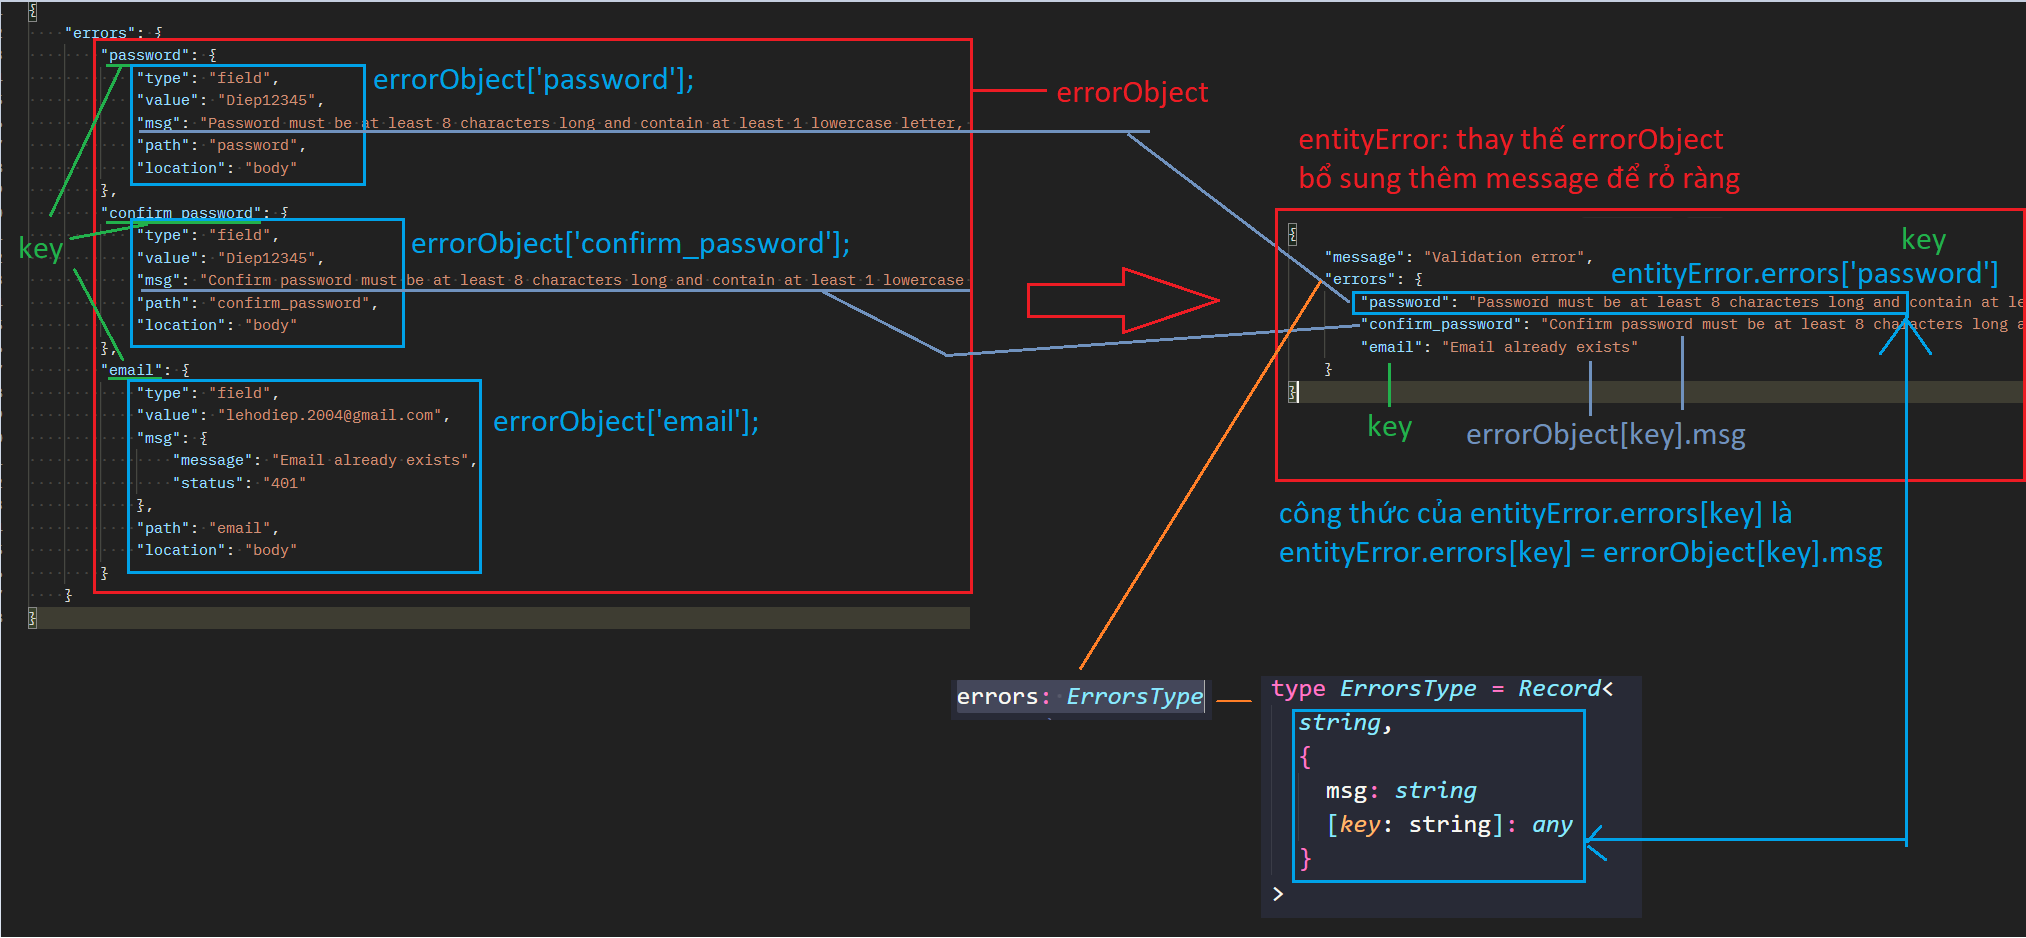 {
"errors": {
"password": {
"type": "field",
"value": "Diep12345",
"msg": "Password must be at least 8 characters long and contain at least 1 lowercase letter,
"path": "password",
"location": "body"
},
"confirm_password": {
"type": "field",
"value": "Diep12345",
"msg": "Confirm password must be at least 8 characters long and contain at least 1 lowercase
"path": "confirm_password",
"location": "body"
},
"email": {
"type": "field",
"value": "lehodiep.2004@gmail.com",
"msg": {
"message": "Email already exists",
"status": "401"
},
"path": "email",
"location": "body"
}
}
}
key
errorObject['password'];
errorObject['confirm_password'];
errorObject['email'];
errorObject
entityError: thay thế errorObject
bổ sung thêm message để rỏ ràng
{
"message": "Validation error",
"errors": {
"password": "Password must be at least 8 characters long and contain at le
"confirm_password": "Confirm password must be at least 8 characters long a
"email": "Email already exists"
}
}
key
entityError.errors['password']
key
errorObject[key].msg
công thức của entityError.errors[key] là
entityError.errors[key] = errorObject[key].msg
errors: ErrorsType
type ErrorsType = Record<
string,
{
msg: string
[key: string]: any
}
>